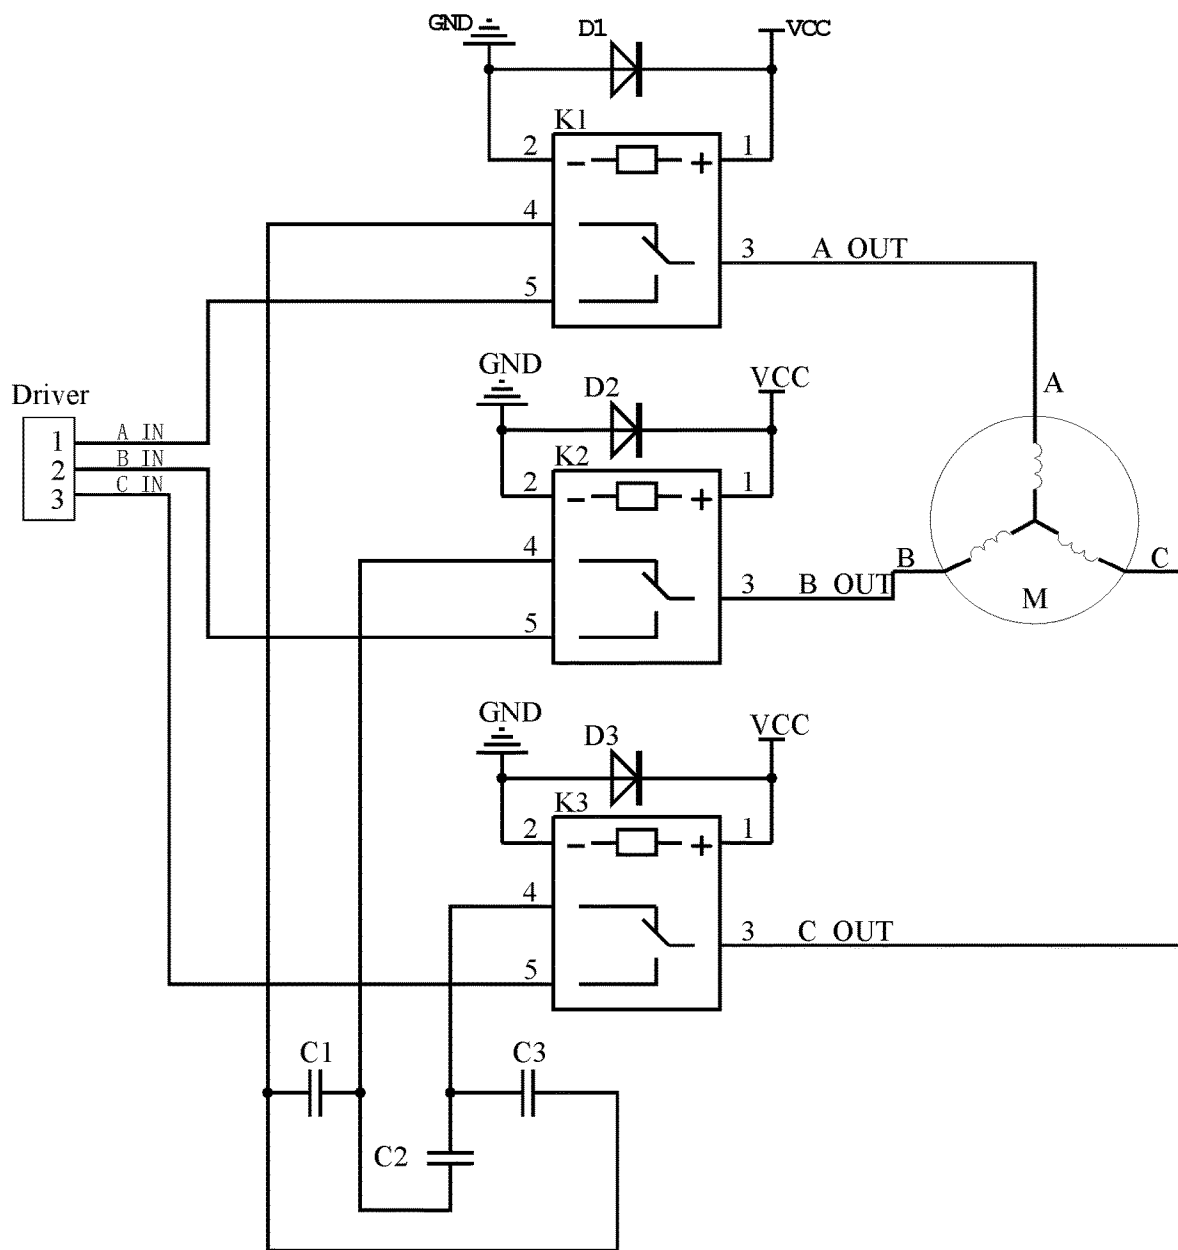 GND D1 VCC
K1
2 - + 1
4
3 A OUT
5
GND D2 VCC
Driver
A
1 A IN
2 B IN
3 C IN
K2
2 - + 1
4
B C
3 B OUT
M
5
GND D3 VCC
K3
2 - + 1
4
3 C OUT
5
C1 C3
C2